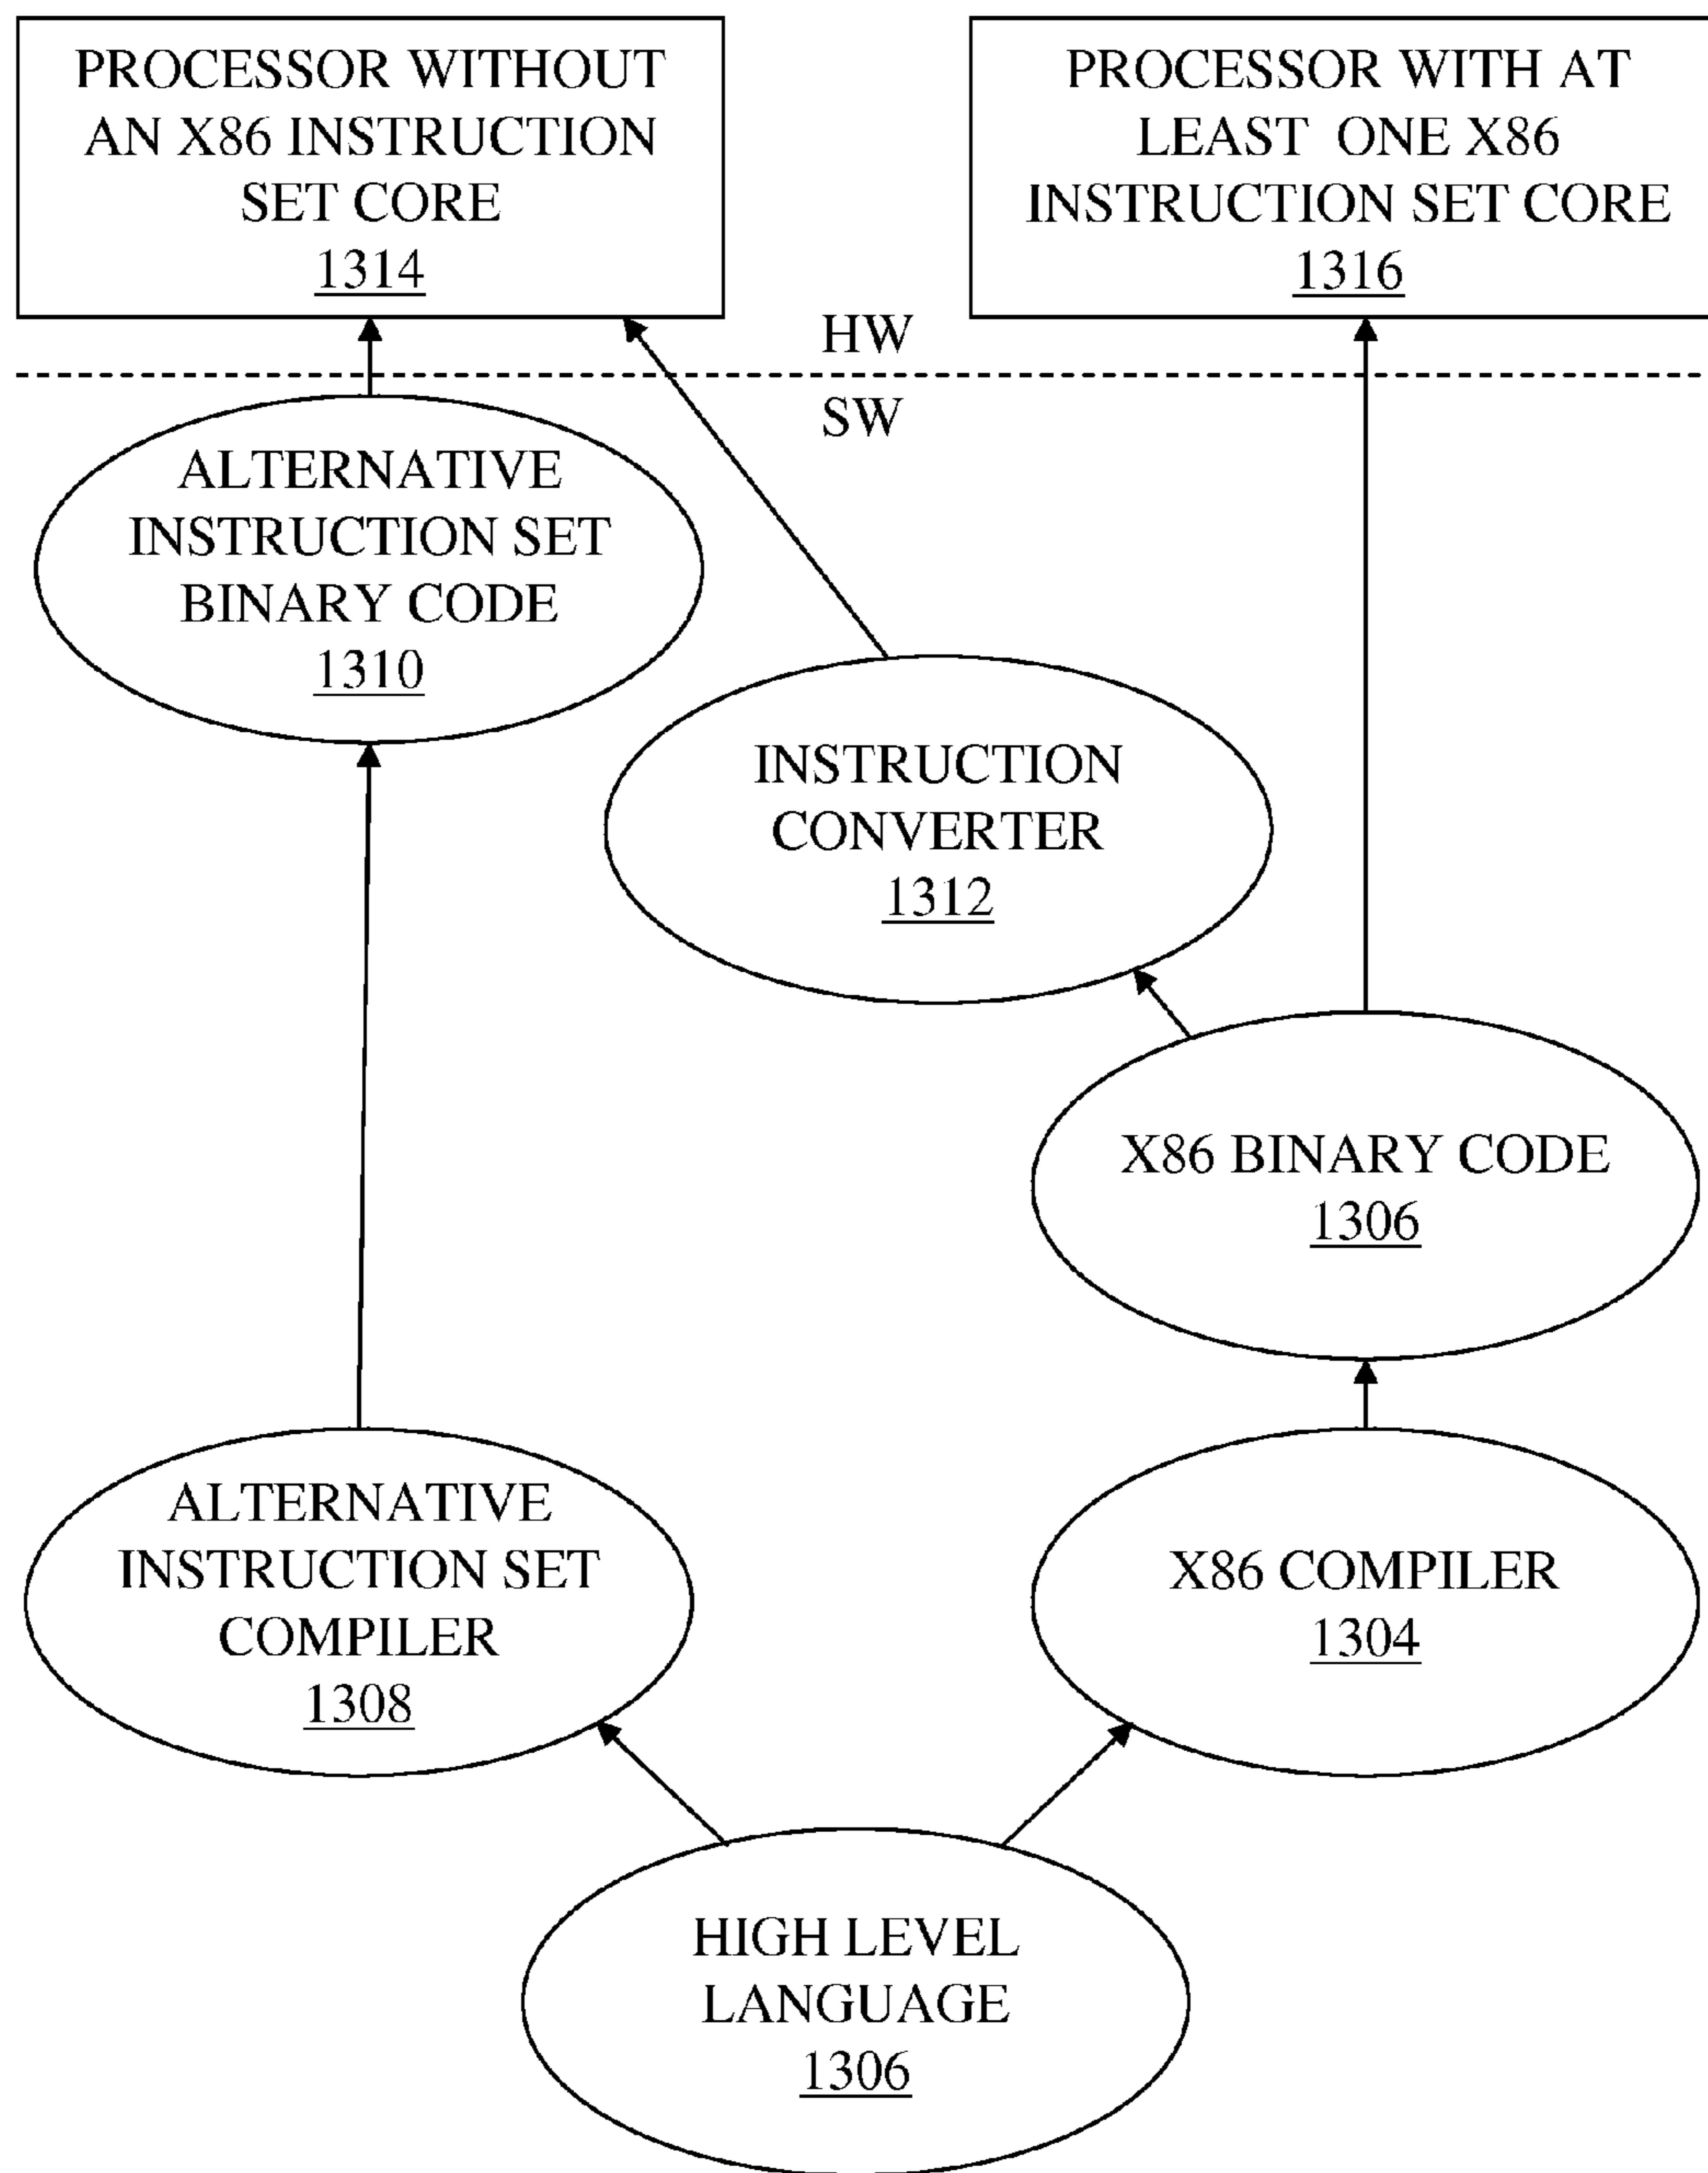 PROCESSOR WITHOUT
AN X86 INSTRUCTION
SET CORE
1314
PROCESSOR WITH AT
LEAST ONE X86
INSTRUCTION SET CORE
1316
HW
SW
ALTERNATIVE
INSTRUCTION SET
BINARY CODE
1310
INSTRUCTION
CONVERTER
1312
X86 BINARY CODE
1306
ALTERNATIVE
INSTRUCTION SET
COMPILER
1308
X86 COMPILER
1304
HIGH LEVEL
LANGUAGE
1306